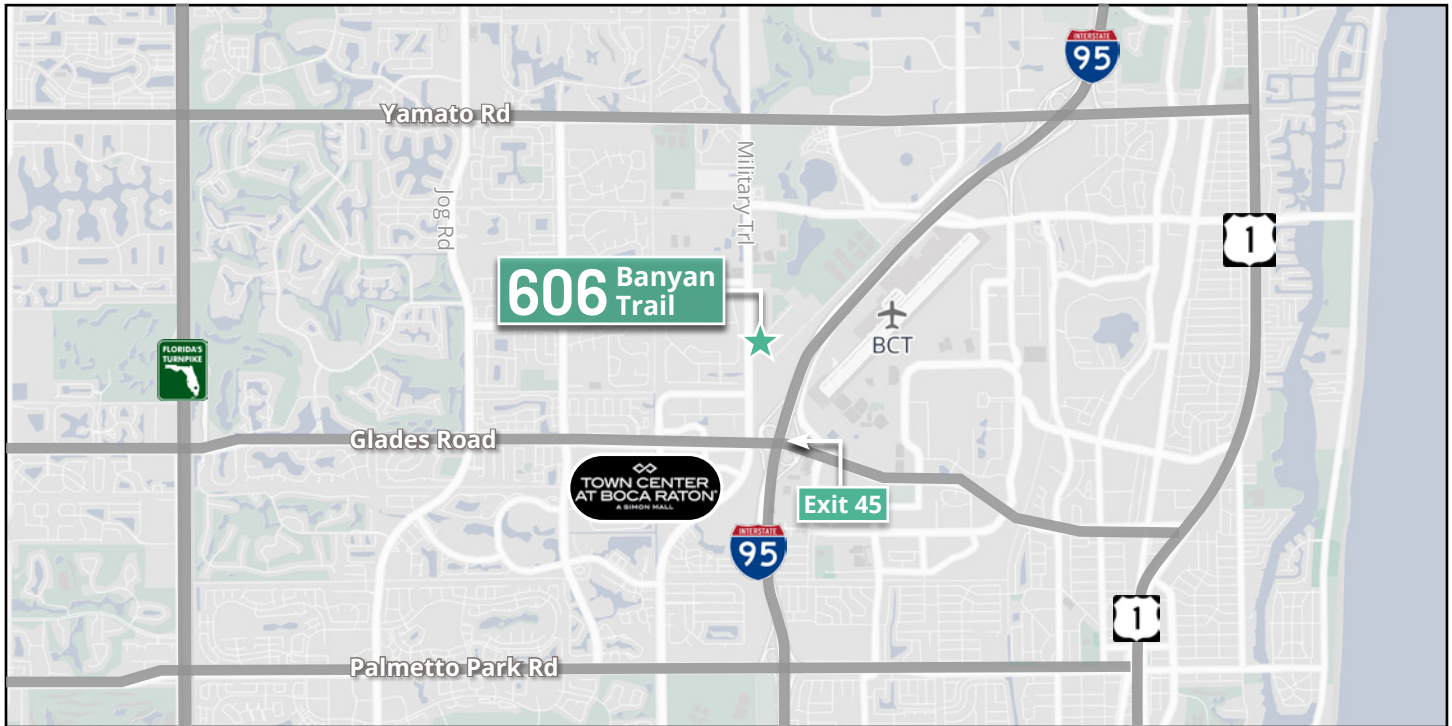 INTERSTATE
95
Yamato Rd
Military Trl
Jog Rd
1
606 Banyan
Trail
BCT
FLORIDA'S
TURNPIKE
Glades Road
TOWN CENTER
AT BOCA RATON®
A SIMON MALL
Exit 45
INTERSTATE
95
1
Palmetto Park Rd